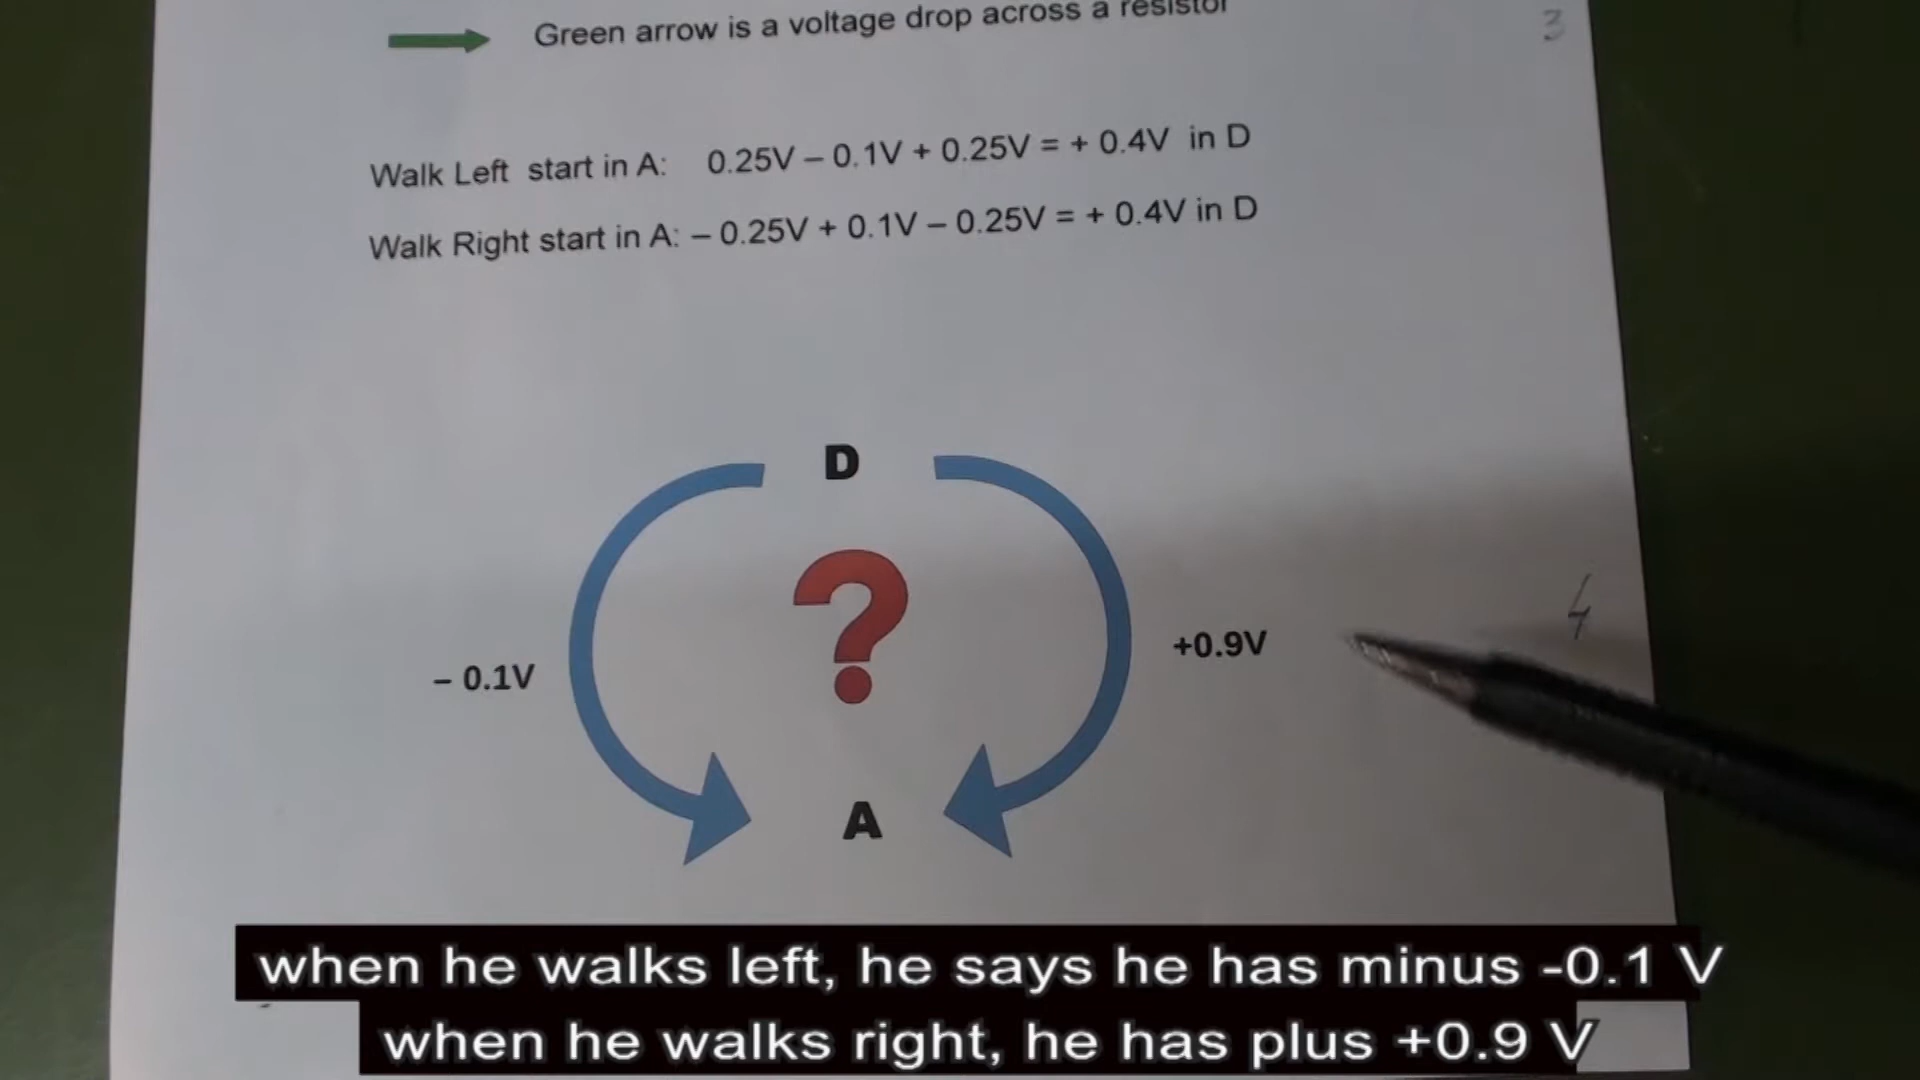 Green arrow is a voltage drop across a resistor
3
Walk Left start in A: 0.25V – 0.1V + 0.25V = + 0.4V in D
Walk Right start in A: – 0.25V + 0.1V – 0.25V = + 0.4V in D
D
– 0.1V
+0.9V
4
A
when he walks left, he says he has minus -0.1 V
when he walks right, he has plus +0.9 V